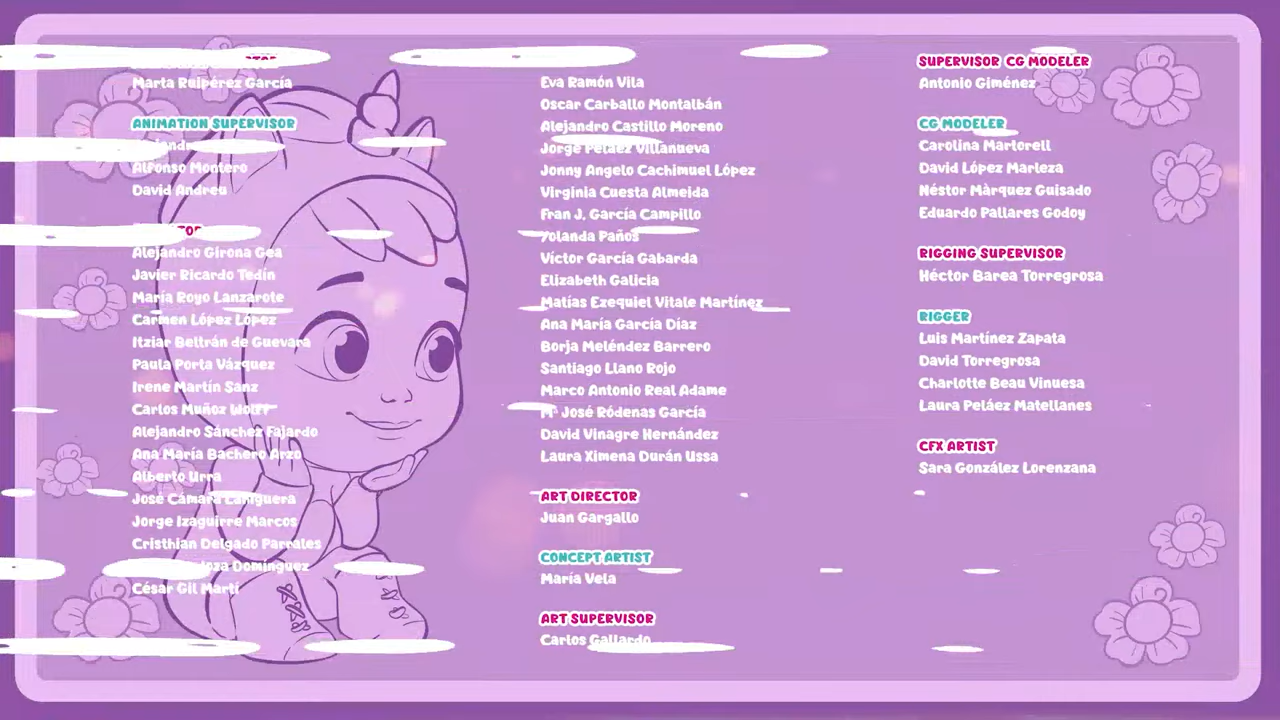 Marta Ruipérez García
ANIMATION SUPERVISOR
Alfonso Montero
David Andreu
Alejandro Girona Gea
Javier Ricardo Tedín
María Royo Lanzarote
Carmen López López
Itziar Beltrán de Guevara
Paula Porta Vázquez
Irene Martín Sanz
Carlos Muñoz Wolff
Alejandro Sánchez Fajardo
Ana María Bachero Arzo
Alberto Urra
José Cámara Langüera
Jorge Izaguirre Marcos
Cristhian Delgado Parrales
Domínguez
César Gil Martí
Eva Ramón Vila
Oscar Carballo Montalbán
Alejandro Castillo Moreno
Jorge Peláez Villanueva
Jonny Angelo Cachimuel López
Virginia Cuesta Almeida
Fran J. García Campillo
Yolanda Paños
Víctor García Gabarda
Elizabeth Galicia
Matías Ezequiel Vitale Martínez
Ana María García Díaz
Borja Meléndez Barrero
Santiago Llano Rojo
Marco Antonio Real Adame
Mª José Ródenas García
David Vinagre Hernández
Laura Ximena Durán Ussa
ART DIRECTOR
Juan Gargallo
CONCEPT ARTIST
María Vela
ART SUPERVISOR
Carlos Gallardo
SUPERVISOR CG MODELER
Antonio Giménez
CG MODELER
Carolina Martorell
David López Marleza
Néstor Màrquez Guisado
Eduardo Pallares Godoy
RIGGING SUPERVISOR
Héctor Barea Torregrosa
RIGGER
Luis Martínez Zapata
David Torregrosa
Charlotte Beau Vinuesa
Laura Peláez Matellanes
CFX ARTIST
Sara González Lorenzana